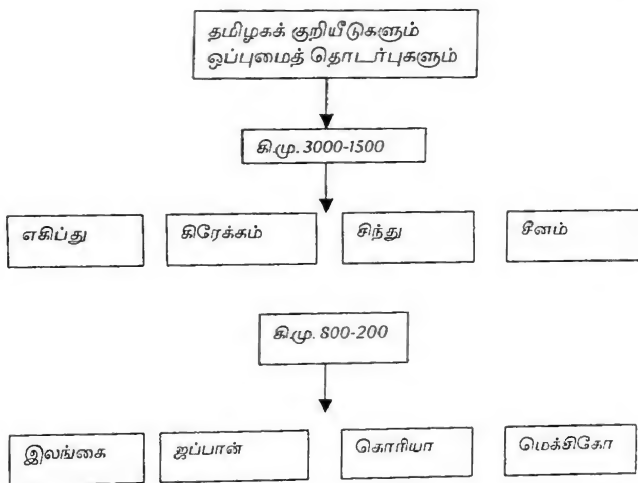 தமிழகக் குறியீடுகளும்
ஒப்புமைத் தொடர்புகளும்
கி.மு. 3000-1500
எகிப்து
கிரேக்கம்
சிந்து
சீனம்
கி.மு. 800-200
இலங்கை
ஜப்பான்
கொரியா
மெக்சிகோ